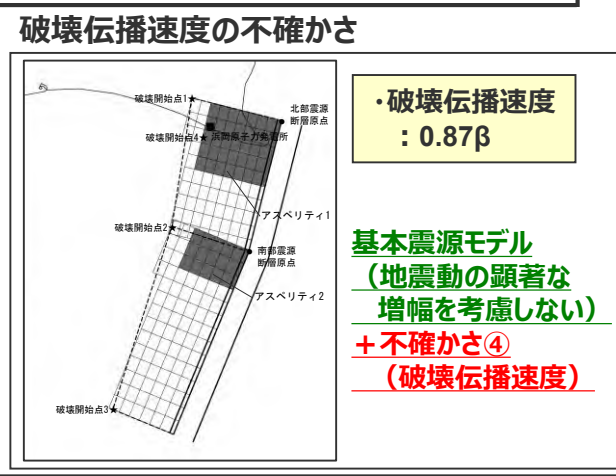 破壊伝播速度の不確かさ
破壊開始点1★
北部震源
断層原点
破壊開始点4★
浜岡原子力発電所
アスペリティ1
破壊開始点2★
南部震源
断層原点
アスペリティ2
破壊開始点3★
・破壊伝播速度
：0.87β
基本震源モデル
（地震動の顕著な
増幅を考慮しない）
＋不確かさ④
（破壊伝播速度）